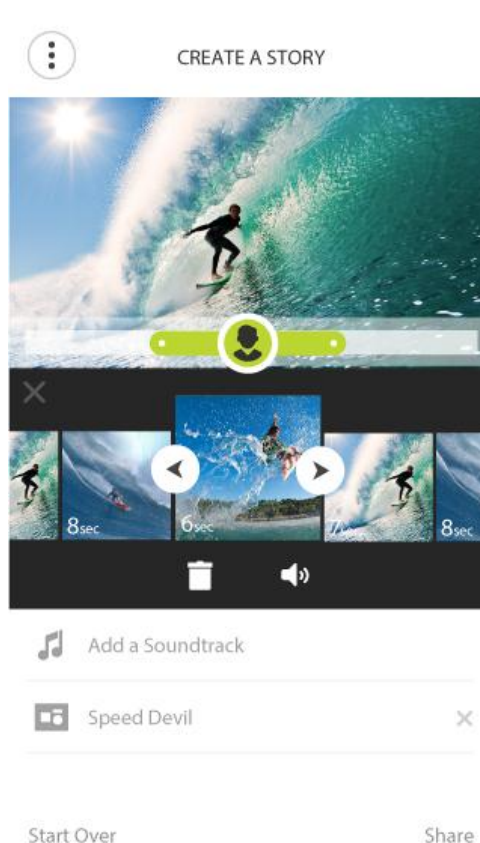 CREATE A STORY
8sec
6sec
8sec
Add a Soundtrack
Speed Devil
Start Over
Share